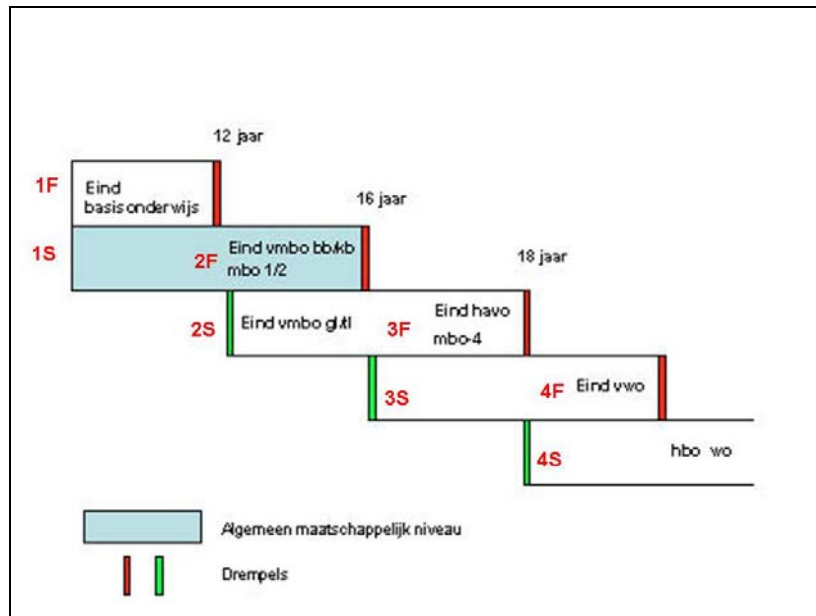 12 jaar
1F
Eind
basisonderwijs
16 jaar
1S
2F
Eind vmbo bb/kb
mbo 1/2
18 jaar
2S
Eind vmbo gl/tl
3F
Eind havo
mbo-4
3S
4F
Eind vwo
4S
hbo wo
Algemeen maatschappelijk niveau
Drempels